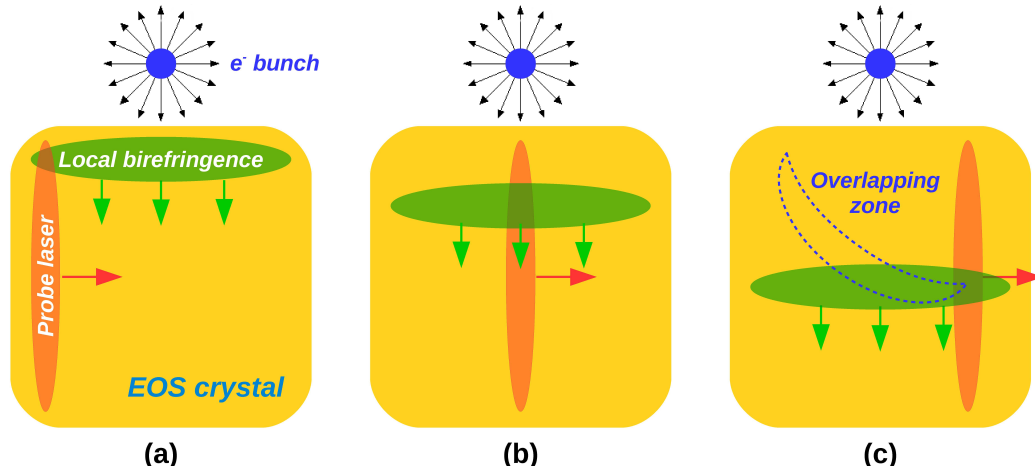 e- bunch
Local birefringence
Probe laser
EOS crystal
Overlapping
zone
(a)
(b)
(c)